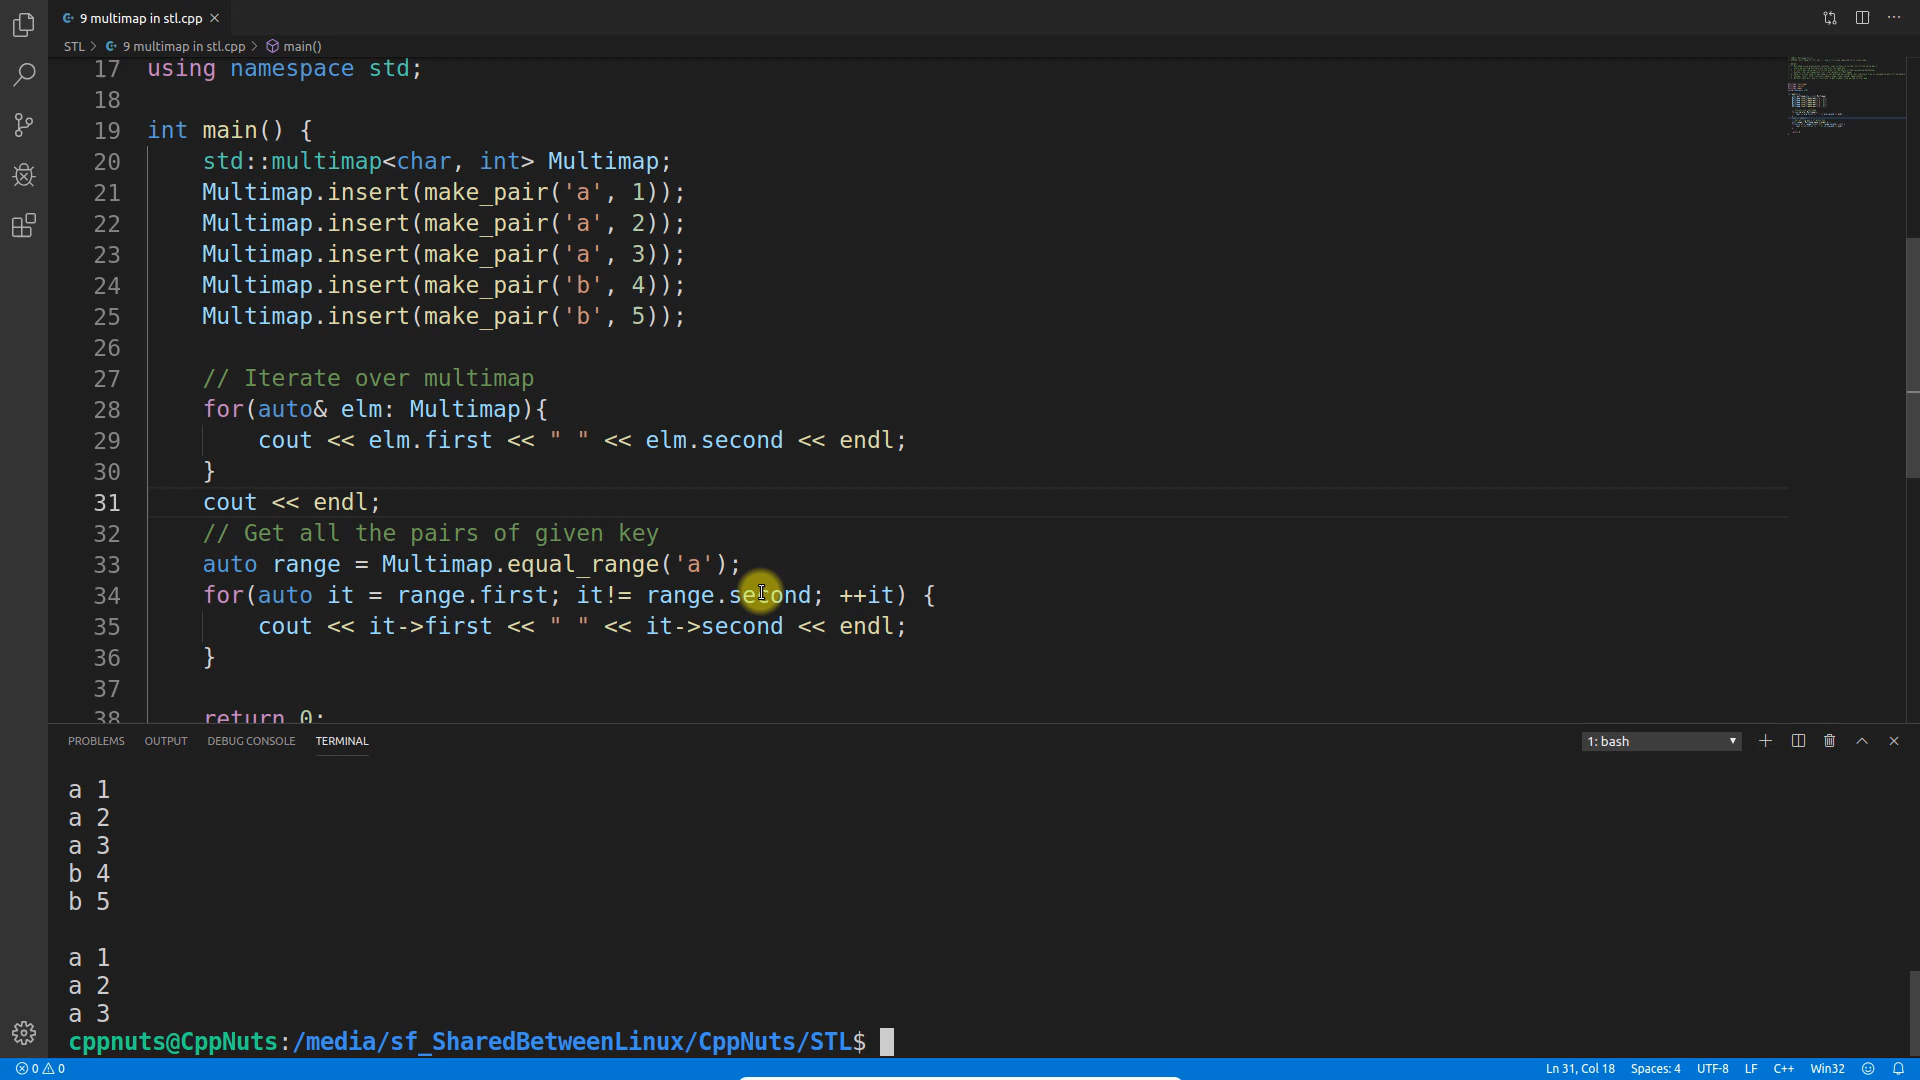 9 multimap in stl.cpp
STL > 9 multimap in stl.cpp > main()
17 using namespace std;
18
19 int main() {
20 std::multimap<char, int> Multimap;
21 Multimap.insert(make_pair('a', 1));
22 Multimap.insert(make_pair('a', 2));
23 Multimap.insert(make_pair('a', 3));
24 Multimap.insert(make_pair('b', 4));
25 Multimap.insert(make_pair('b', 5));
26
27 // Iterate over multimap
28 for(auto& elm: Multimap){
29 cout << elm.first << " " << elm.second << endl;
30 }
31 cout << endl;
32 // Get all the pairs of given key
33 auto range = Multimap.equal_range('a');
34 for(auto it = range.first; it!= range.second; ++it) {
35 cout << it->first << " " << it->second << endl;
36 }
37
38 return 0;
PROBLEMS OUTPUT DEBUG CONSOLE TERMINAL 1: bash
a 1
a 2
a 3
b 4
b 5
a 1
a 2
a 3
cppnuts@CppNuts:/media/sf_SharedBetweenLinux/CppNuts/STL$
0 0 Ln 31, Col 18 Spaces: 4 UTF-8 LF C++ Win32